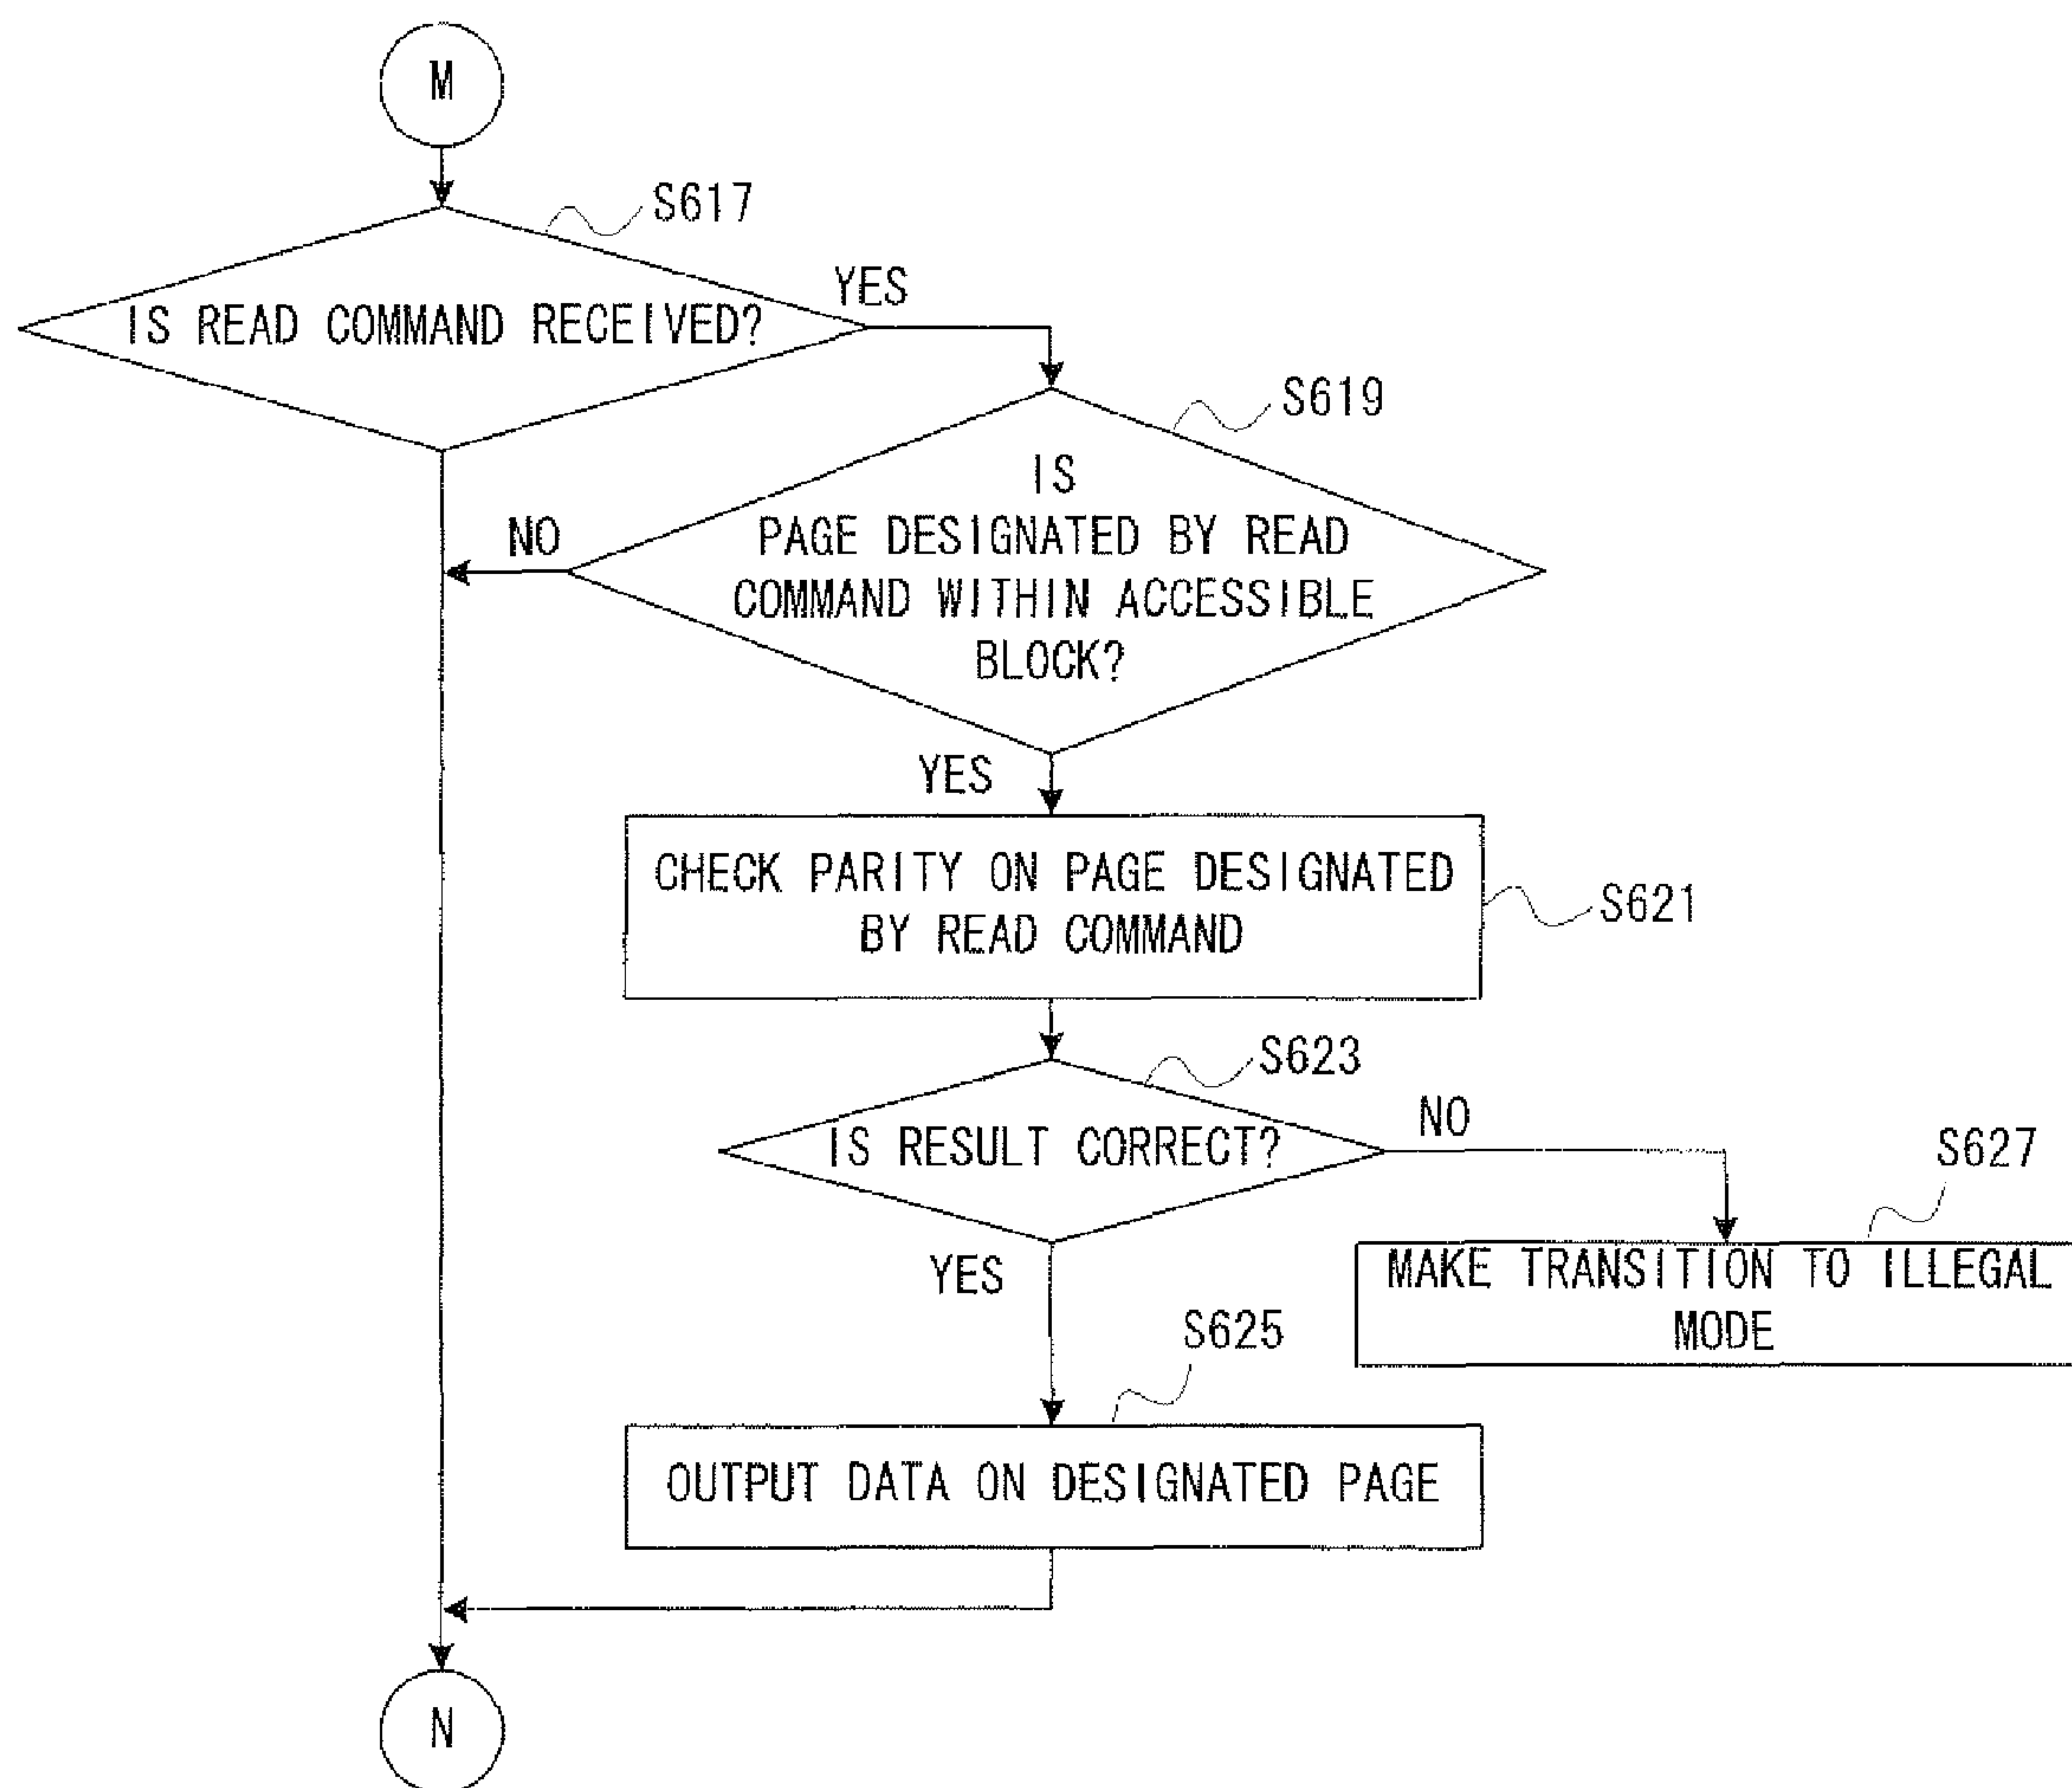 M
S617
YES
IS READ COMMAND RECEIVED?
S619
IS
PAGE DESIGNATED BY READ
COMMAND WITHIN ACCESSIBLE
BLOCK?
NO
YES
CHECK PARITY ON PAGE DESIGNATED
BY READ COMMAND
S621
S623
IS RESULT CORRECT?
NO
S627
YES
MAKE TRANSITION TO ILLEGAL
MODE
S625
OUTPUT DATA ON DESIGNATED PAGE
N